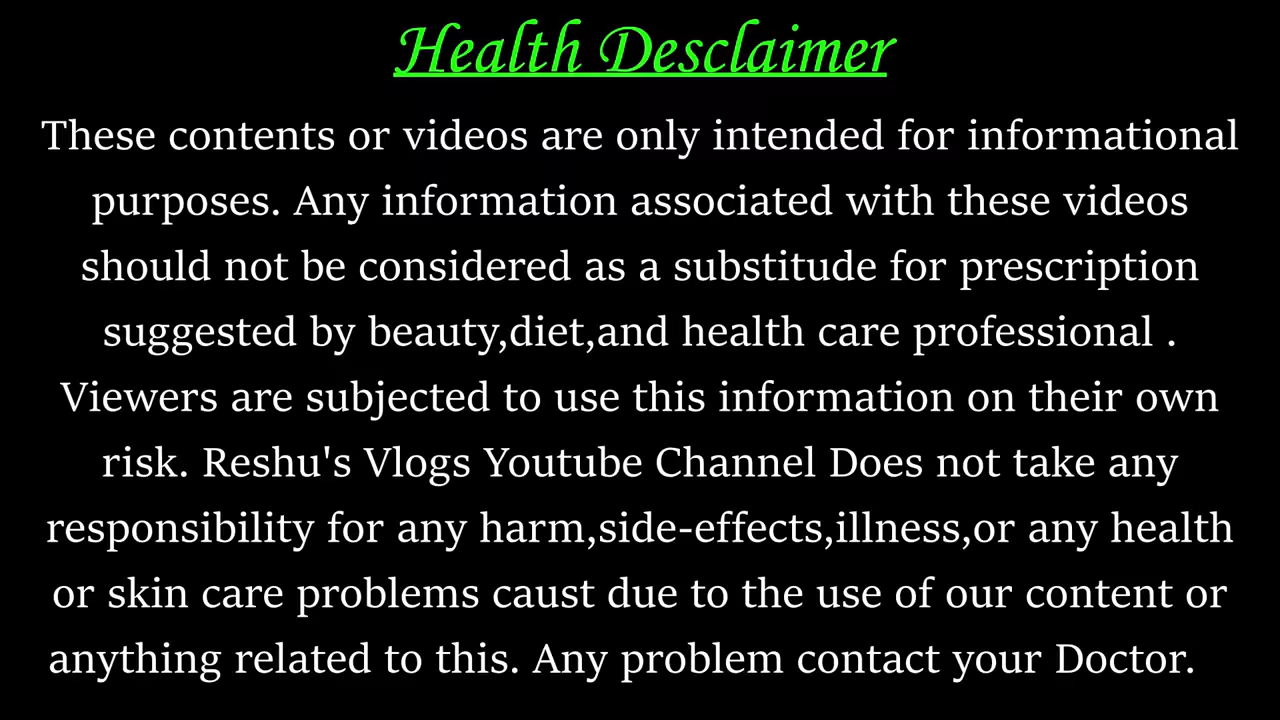 Health Desclaimer
These contents or videos are only intended for informational
purposes. Any information associated with these videos
should not be considered as a substitude for prescription
suggested by beauty,diet,and health care professional .
Viewers are subjected to use this information on their own
risk. Reshu's Vlogs Youtube Channel Does not take any
responsibility for any harm,side-effects,illness,or any health
or skin care problems caust due to the use of our content or
anything related to this. Any problem contact your Doctor.